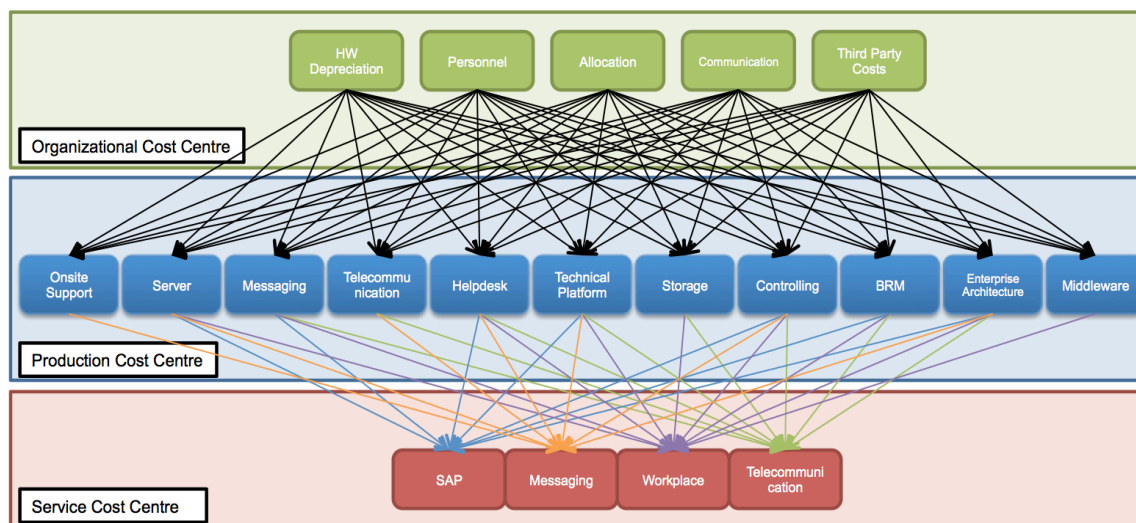 HW
Depreciation
Personnel
Allocation
Communication
Third Party
Costs
Organizational Cost Centre
Onsite
Support
Server
Messaging
Telecommu
nication
Helpdesk
Technical
Platform
Storage
Controlling
BRM
Enterprise
Architecture
Middleware
Production Cost Centre
SAP
Messaging
Workplace
Telecommuni
cation
Service Cost Centre